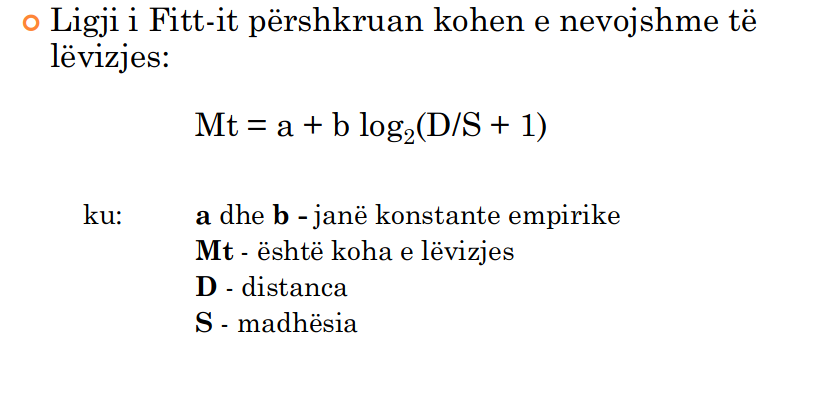 Ligji i Fitt-it përshkruan kohen e nevojshme të
lëvizjes:
Mt = a + b log₂(D/S + 1)
ku: a dhe b - janë konstante empirike
Mt - është koha e lëvizjes
D - distanca
S - madhësia